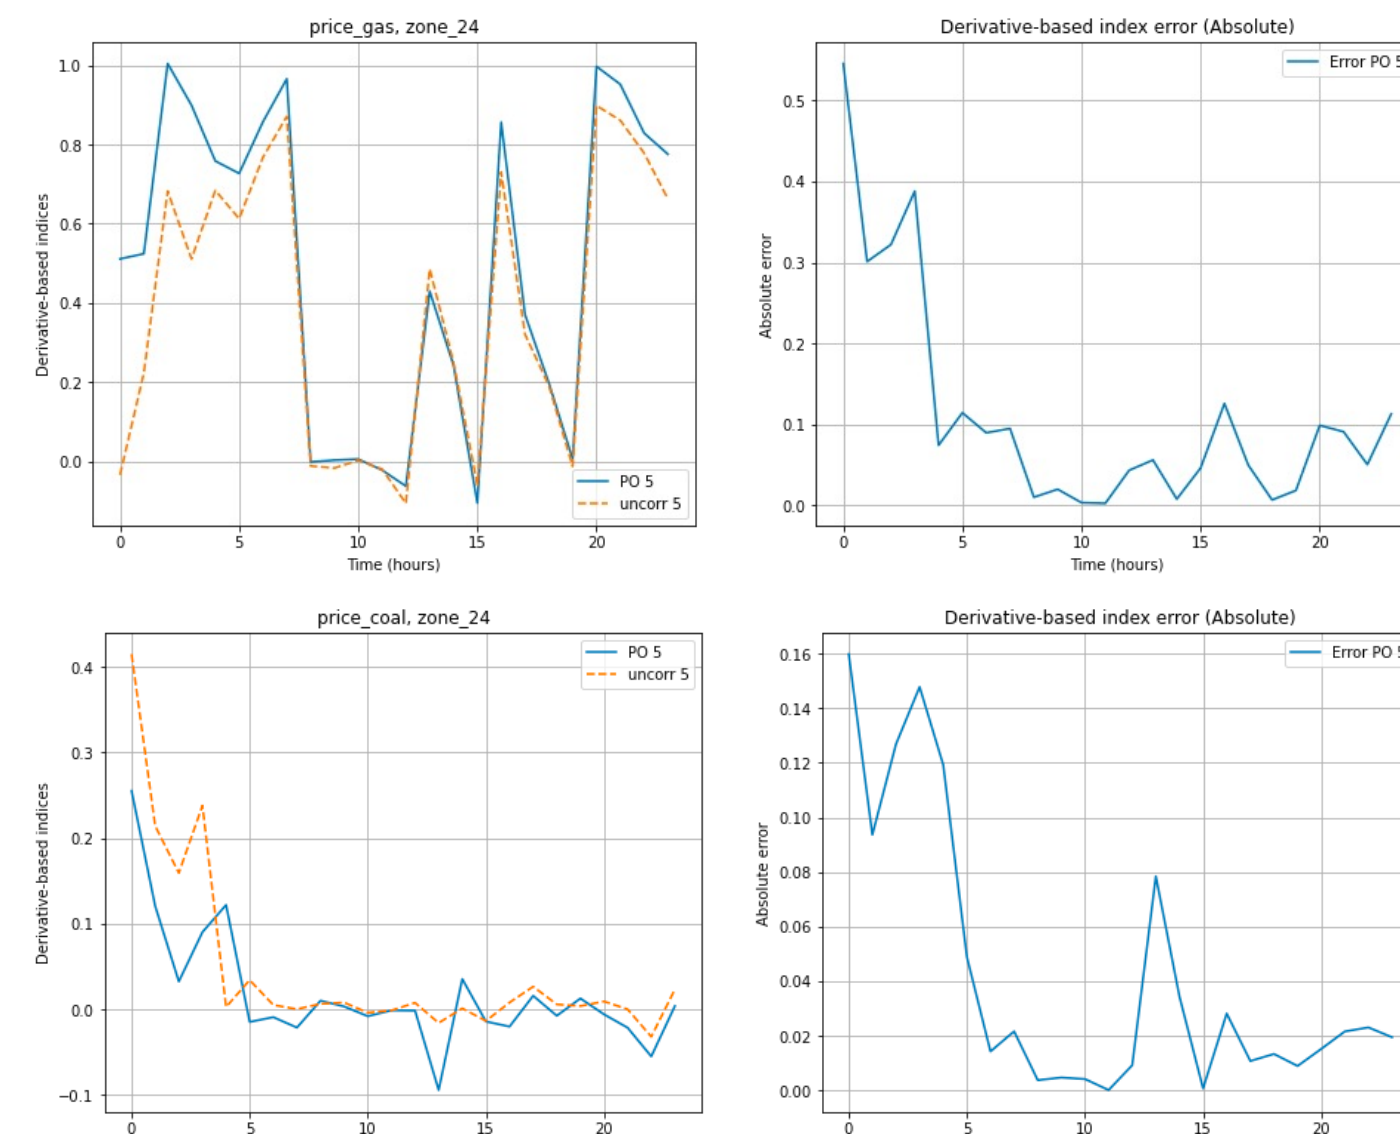 price_gas, zone_24
Derivative-based indices
1.0
0.8
0.6
0.4
0.2
0.0
PO 5
uncorr 5
0 5 10 15 20
Time (hours)
Derivative-based index error (Absolute)
Absolute error
0.5
0.4
0.3
0.2
0.1
0.0
Error PO 5
0 5 10 15 20
Time (hours)
price_coal, zone_24
Derivative-based indices
0.4
0.3
0.2
0.1
0.0
−0.1
PO 5
uncorr 5
0 5 10 15 20
Derivative-based index error (Absolute)
Absolute error
0.16
0.14
0.12
0.10
0.08
0.06
0.04
0.02
0.00
Error PO 5
0 5 10 15 20